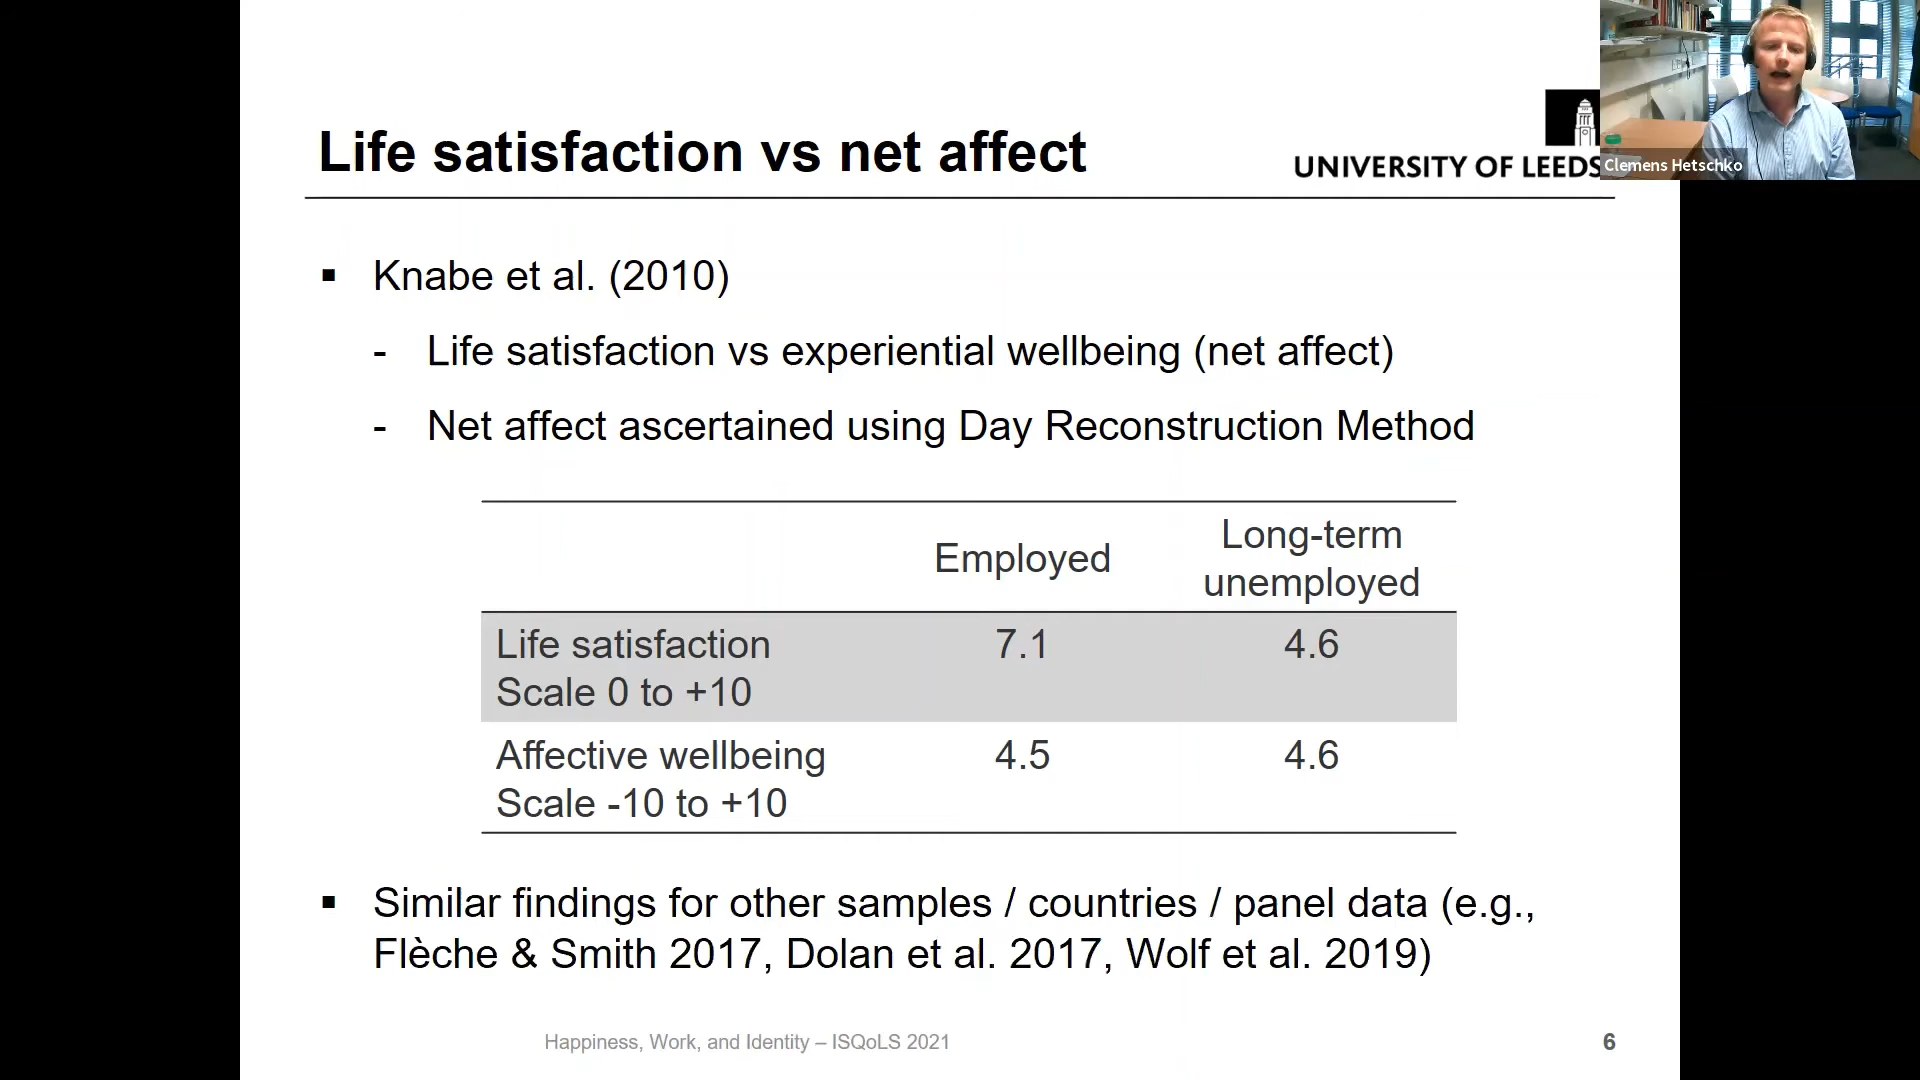 Life satisfaction vs net affect
UNIVERSITY OF LEEDS
Clemens Hetschko
▪ Knabe et al. (2010)
- Life satisfaction vs experiential wellbeing (net affect)
- Net affect ascertained using Day Reconstruction Method
Employed
Long-term
unemployed
Life satisfaction
Scale 0 to +10
7.1
4.6
Affective wellbeing
Scale -10 to +10
4.5
4.6
▪ Similar findings for other samples / countries / panel data (e.g.,
Flèche & Smith 2017, Dolan et al. 2017, Wolf et al. 2019)
Happiness, Work, and Identity – ISQoLS 2021
6